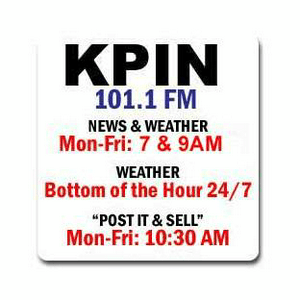 KPIN
101.1 FM
NEWS & WEATHER
Mon-Fri: 7 & 9AM
WEATHER
Bottom of the Hour 24/7
“POST IT & SELL”
Mon-Fri: 10:30 AM